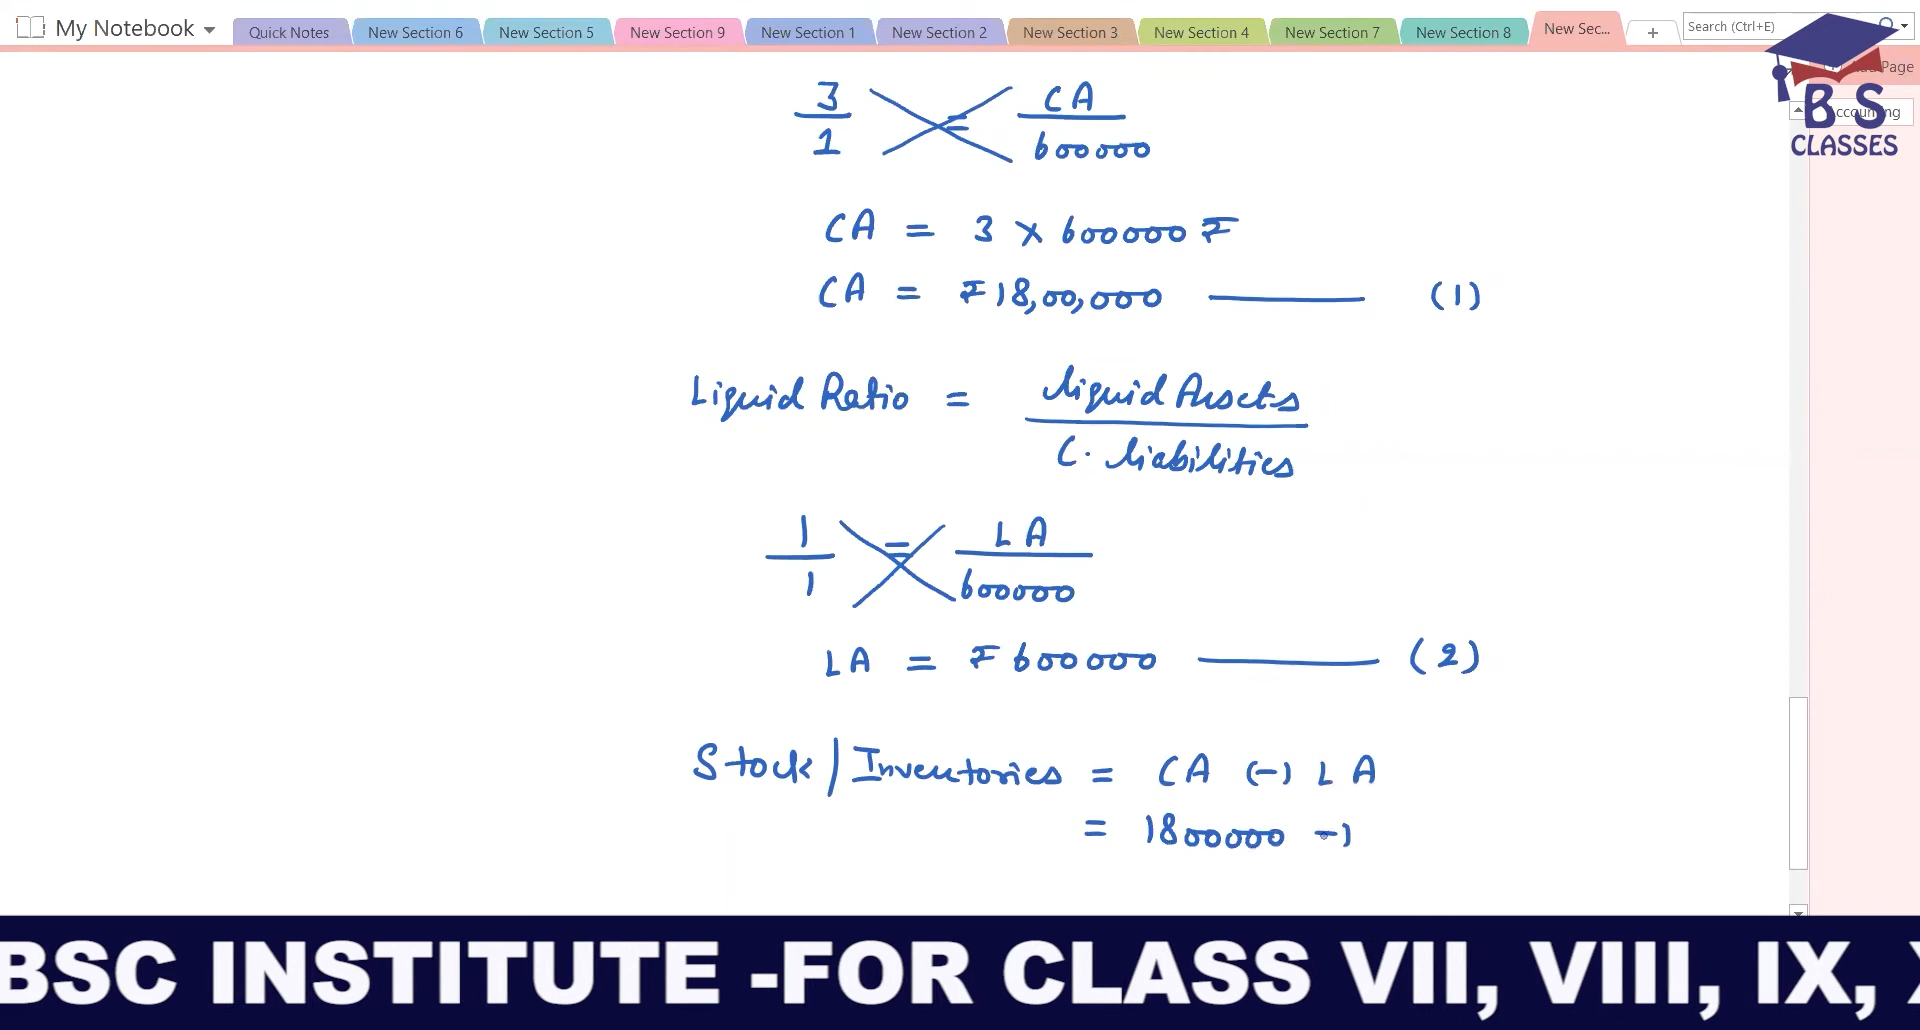 My Notebook
Quick Notes
New Section 6
New Section 5
New Section 9
New Section 1
New Section 2
New Section 3
New Section 4
New Section 7
New Section 8
New Sec...
+
Search (Ctrl+E)
Page
BS
CLASSES
3/1 = CA/600000
CA = 3 × 600000 ₹
CA = ₹18,00,000 ——— (1)
Liquid Ratio = Liquid Assets / C. Liabilities
1/1 = LA/600000
LA = ₹600000 ——— (2)
Stock/Inventories = CA (-) LA
= 1800000 -1
BSC INSTITUTE -FOR CLASS VII, VIII, IX,